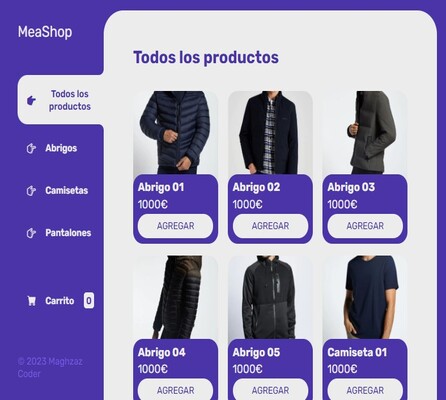 MeaShop
Todos los
productos
Abrigos
Camisetas
Pantalones
Carrito 0
© 2023 Maghzaz
Coder
Todos los productos
Abrigo 01
1000€
AGREGAR
Abrigo 02
1000€
AGREGAR
Abrigo 03
1000€
AGREGAR
Abrigo 04
1000€
AGREGAR
Abrigo 05
1000€
AGREGAR
Camiseta 01
1000€
AGREGAR